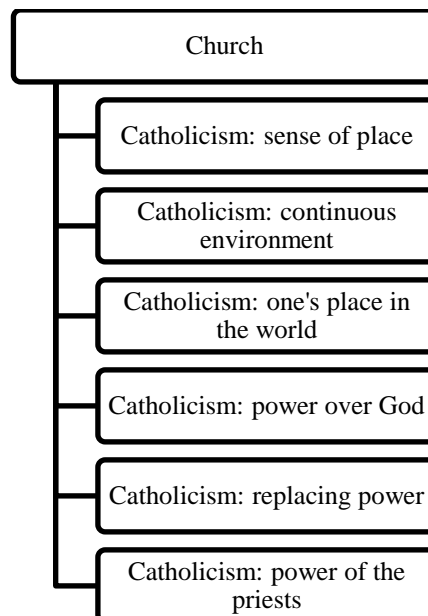 Church
Catholicism: sense of place
Catholicism: continuous
environment
Catholicism: one's place in
the world
Catholicism: power over God
Catholicism: replacing power
Catholicism: power of the
priests